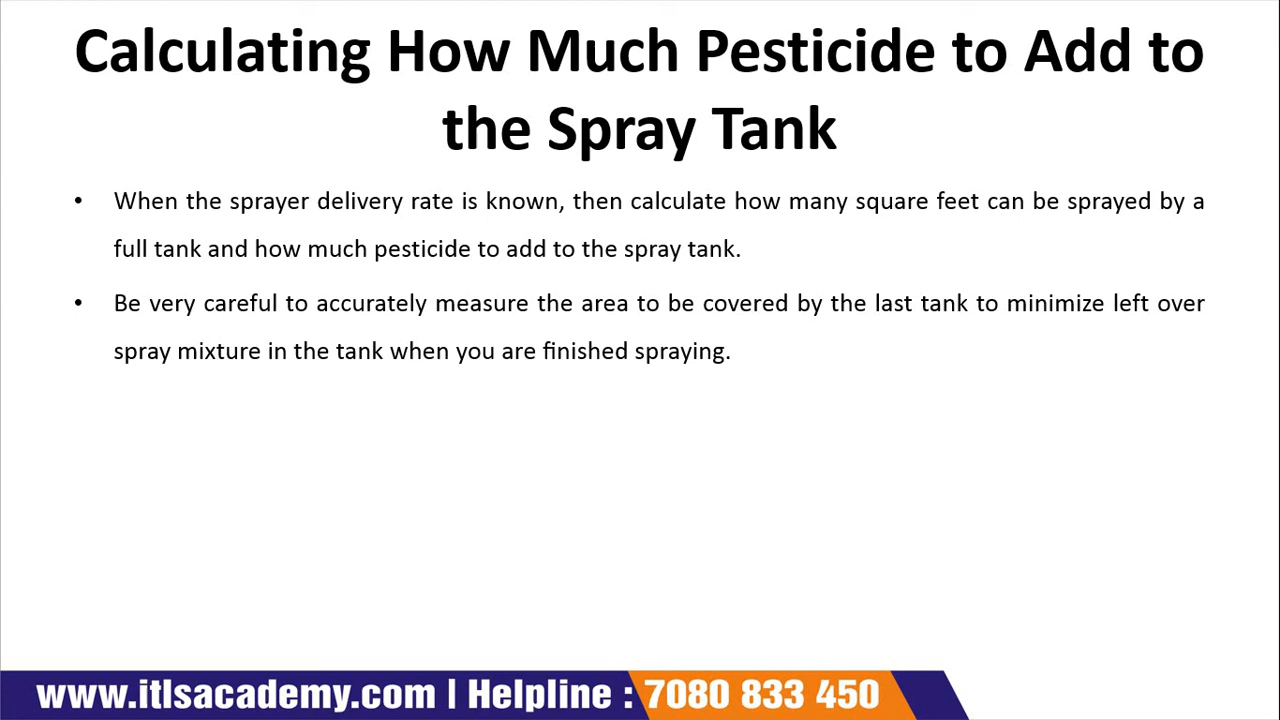 Calculating How Much Pesticide to Add to
the Spray Tank
• When the sprayer delivery rate is known, then calculate how many square feet can be sprayed by a
full tank and how much pesticide to add to the spray tank.
• Be very careful to accurately measure the area to be covered by the last tank to minimize left over
spray mixture in the tank when you are finished spraying.
www.itlsacademy.com | Helpline : 7080 833 450